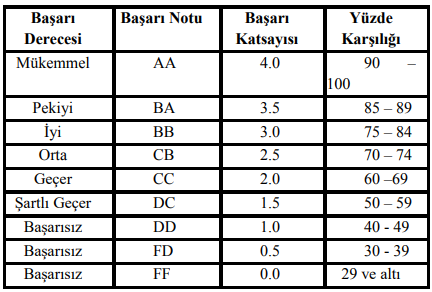 Başarı Derecesi Başarı Notu Başarı Katsayısı Yüzde Karşılığı
Mükemmel AA 4.0 90 – 100
Pekiyi BA 3.5 85 – 89
İyi BB 3.0 75 – 84
Orta CB 2.5 70 – 74
Geçer CC 2.0 60 –69
Şartlı Geçer DC 1.5 50 – 59
Başarısız DD 1.0 40 - 49
Başarısız FD 0.5 30 - 39
Başarısız FF 0.0 29 ve altı